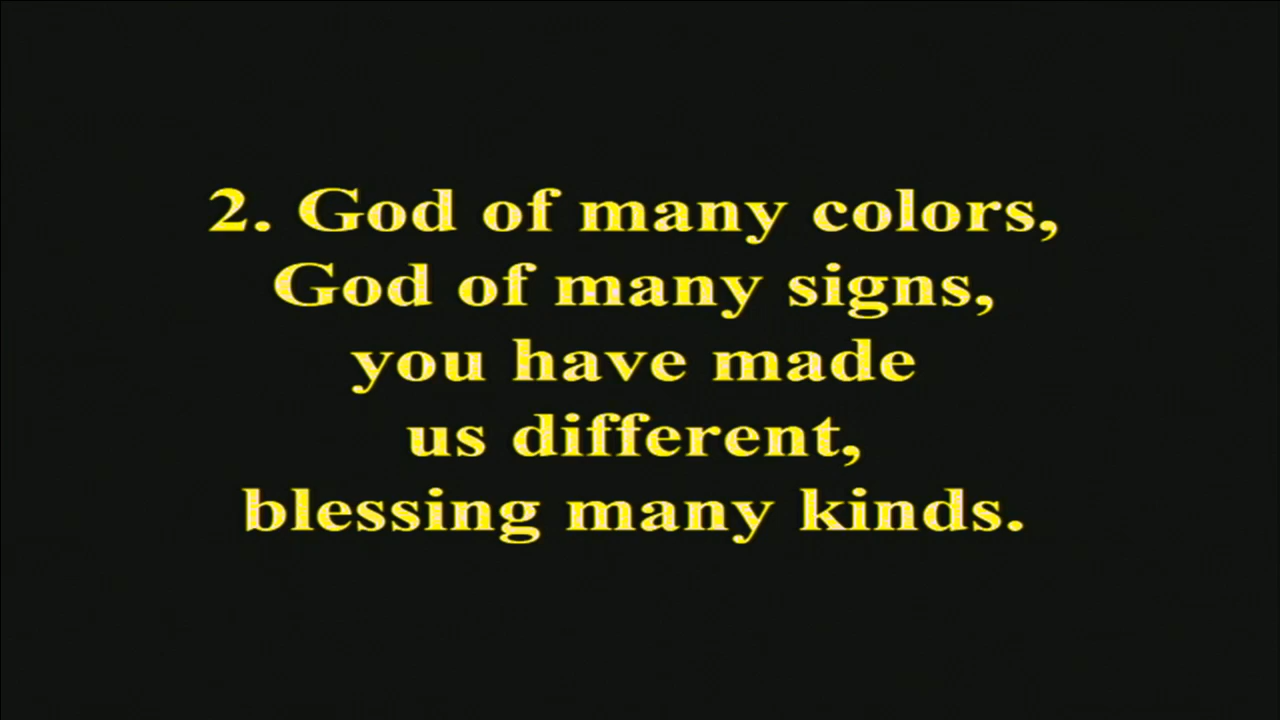 2. God of many colors,
God of many signs,
you have made
us different,
blessing many kinds.